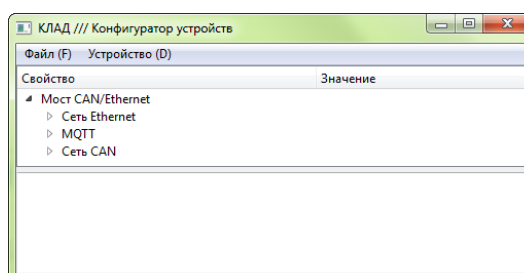 КЛАД /// Конфигуратор устройств
Файл (F) Устройство (D)
Свойство Значение
Мост CAN/Ethernet
Сеть Ethernet
MQTT
Сеть CAN